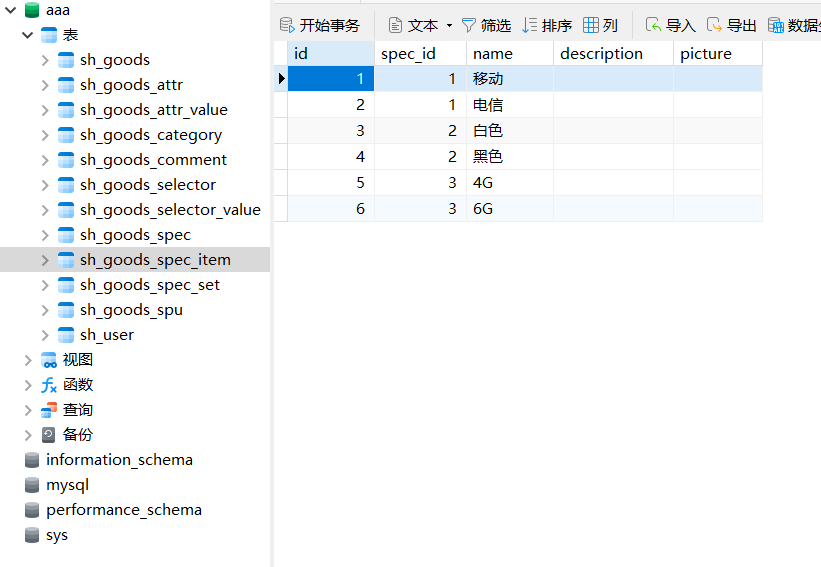 aaa
表
sh_goods
sh_goods_attr
sh_goods_attr_value
sh_goods_category
sh_goods_comment
sh_goods_selector
sh_goods_selector_value
sh_goods_spec
sh_goods_spec_item
sh_goods_spec_set
sh_goods_spu
sh_user
视图
函数
查询
备份
information_schema
mysql
performance_schema
sys
开始事务 文本 筛选 排序 列 导入 导出 数据
id spec_id name description picture
1 1 移动
2 1 电信
3 2 白色
4 2 黑色
5 3 4G
6 3 6G